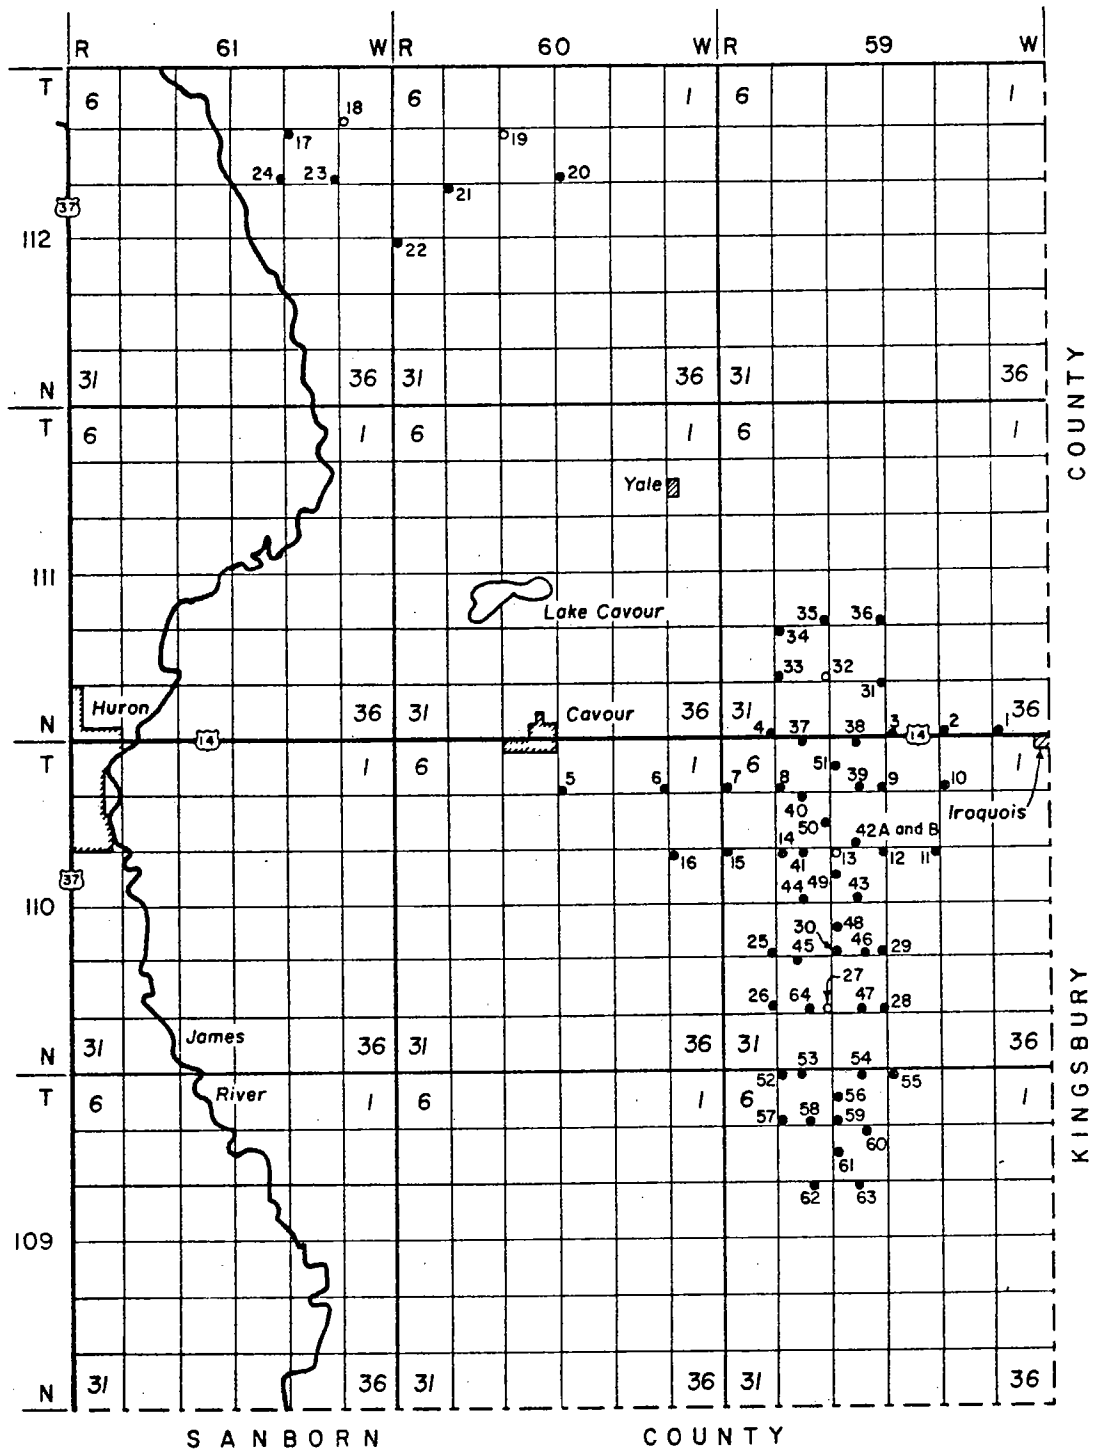 R 61 W R 60 W R 59 W
T 6 6 1 6 1
18
17 19
24 23 20
21
37
112
22
N 31 36 31 36 31 36
COUNTY
T 6 1 6 1 6 1
Yale
111
Lake Cavour 35 36
34
33 32
31
Huron
N 36 31 Cavour 36 31 36
4 37 38 3 14 2 1
14
T 1 6 1 6 1
51
5 6 7 8 39 9 10
40 Iroquois
50 42 A and B
14
16 15 41 13 12 11
37
44 49 43
110
48
30
25 45 46 29
27
26 64 47 28
KINGSBURY
James
N 31 36 31 36 31 36
53 54
52 55
T 6 River 1 6 1 6 1
56
57 58 59
60
61
62 63
109
N 31 36 31 36 31 36
SANBORN COUNTY